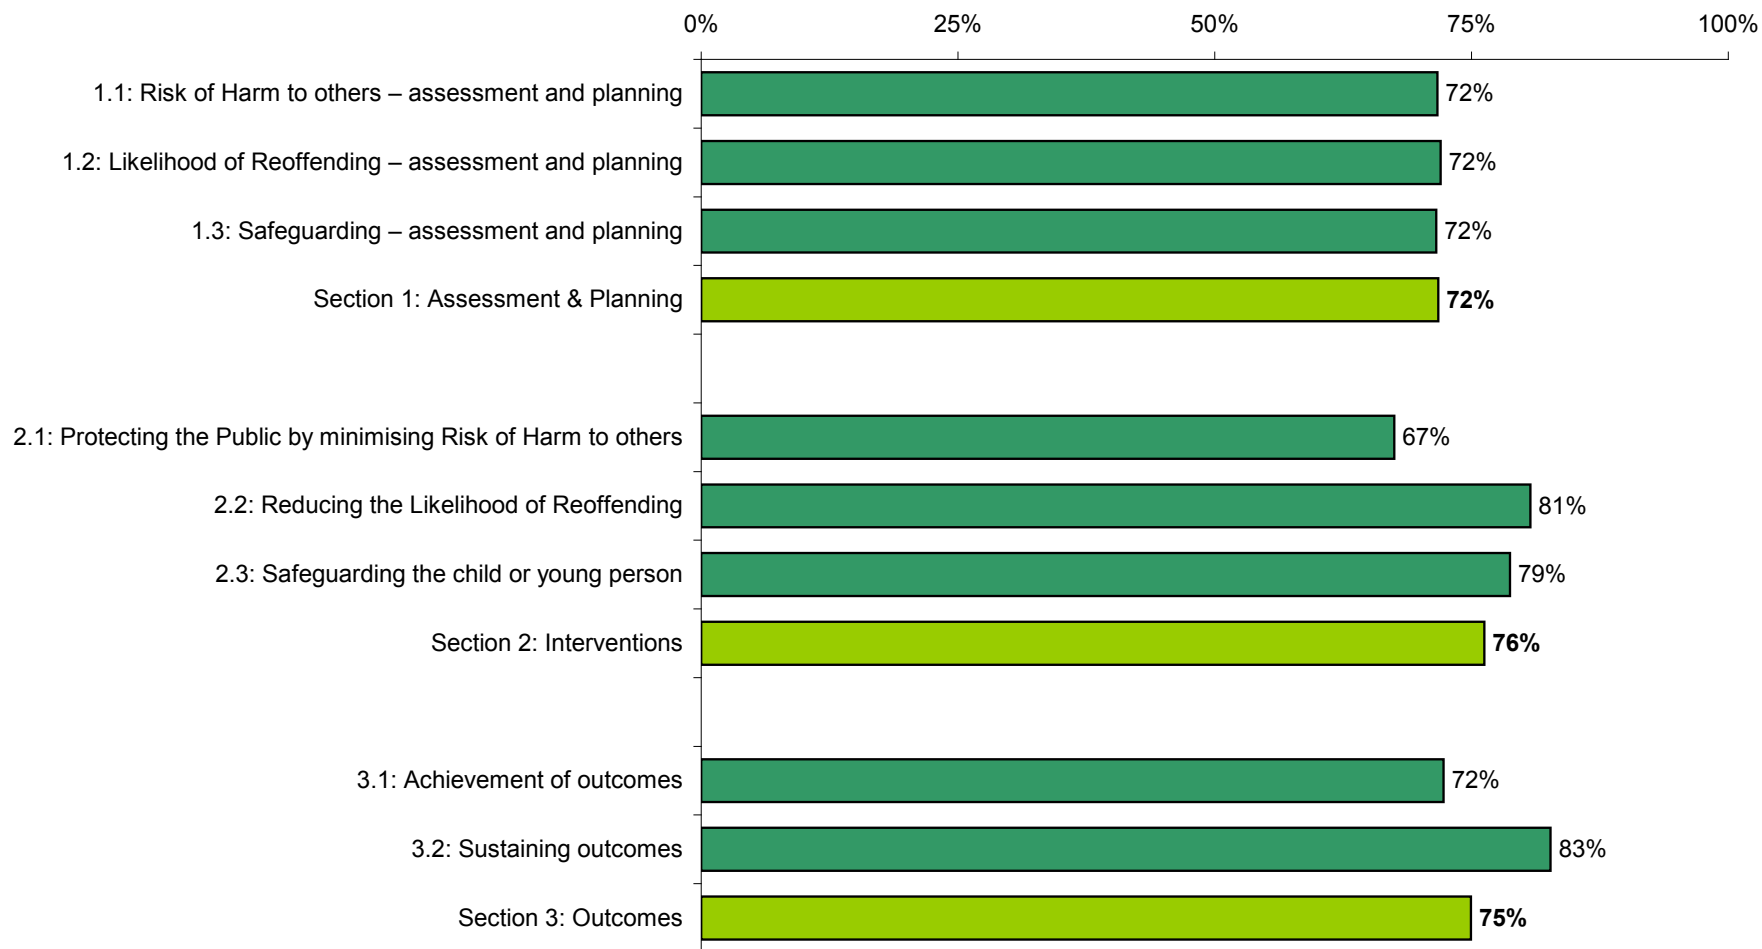 0% 25% 50% 75% 100%
1.1: Risk of Harm to others – assessment and planning 72%
1.2: Likelihood of Reoffending – assessment and planning 72%
1.3: Safeguarding – assessment and planning 72%
Section 1: Assessment & Planning 72%
2.1: Protecting the Public by minimising Risk of Harm to others 67%
2.2: Reducing the Likelihood of Reoffending 81%
2.3: Safeguarding the child or young person 79%
Section 2: Interventions 76%
3.1: Achievement of outcomes 72%
3.2: Sustaining outcomes 83%
Section 3: Outcomes 75%